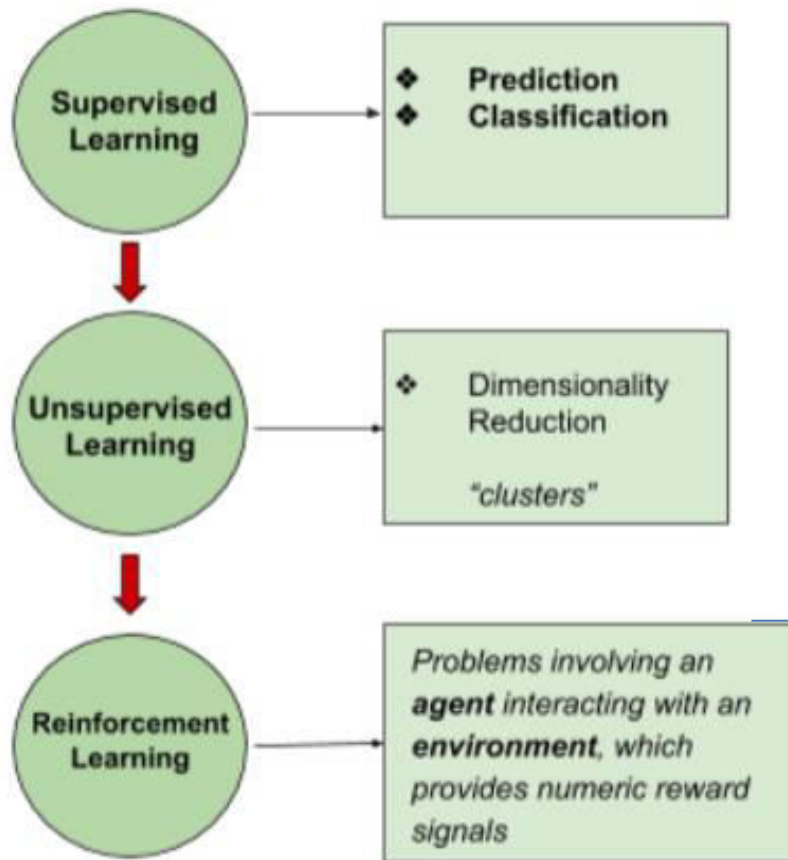 Supervised
Learning
❖ Prediction
❖ Classification
Unsupervised
Learning
❖ Dimensionality
Reduction
“clusters”
Reinforcement
Learning
Problems involving an
agent interacting with an
environment, which
provides numeric reward
signals